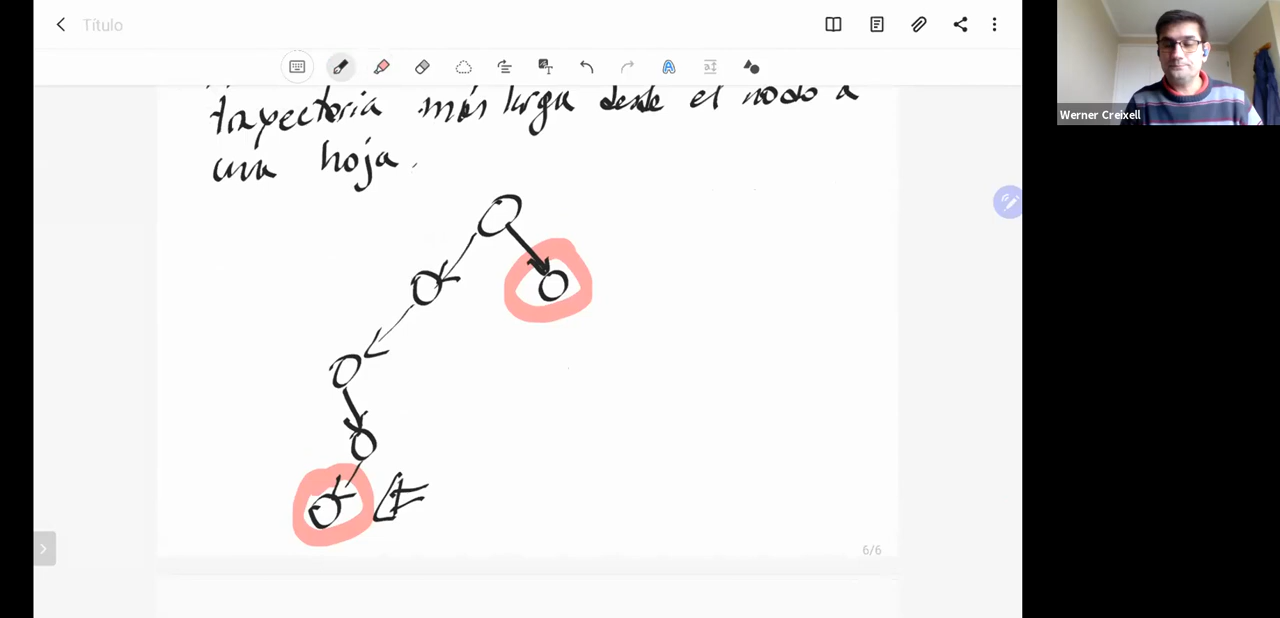 Título
Werner Creixell
trayectoria más larga desde el nodo a
una hoja.
6/6